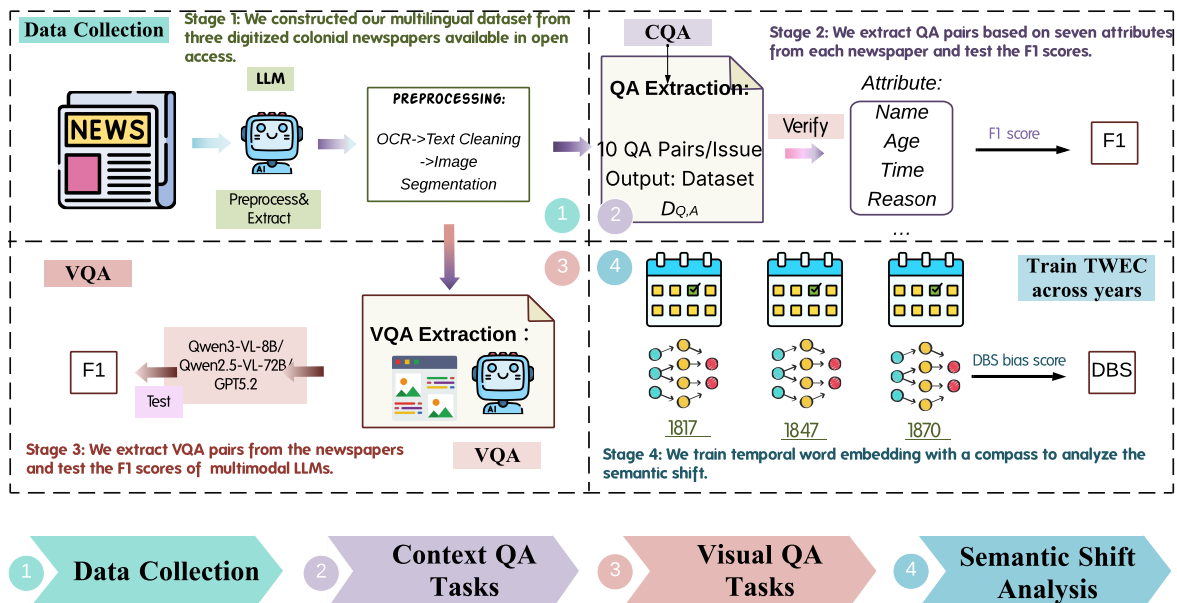 Data Collection
Stage 1: We constructed our multilingual dataset from
three digitized colonial newspapers available in open
access.
LLM
NEWS
AI
Preprocess&
Extract
PREPROCESSING:
OCR->Text Cleaning
->Image
Segmentation
1
CQA
Stage 2: We extract QA pairs based on seven attributes
from each newspaper and test the F1 scores.
QA Extraction:
10 QA Pairs/Issue
Output: Dataset
DQ,A
2
Verify
Attribute:
Name
Age
Time
Reason
...
F1 score
F1
VQA
3
VQA Extraction：
AI
VQA
Qwen3-VL-8B/
Qwen2.5-VL-72B/
GPT5.2
Test
F1
Stage 3: We extract VQA pairs from the newspapers
and test the F1 scores of multimodal LLMs.
4
Train TWEC
across years
1817
1847
1870
DBS bias score
DBS
Stage 4: We train temporal word embedding with a compass to analyze the
semantic shift.
1
Data Collection
2
Context QA
Tasks
3
Visual QA
Tasks
4
Semantic Shift
Analysis